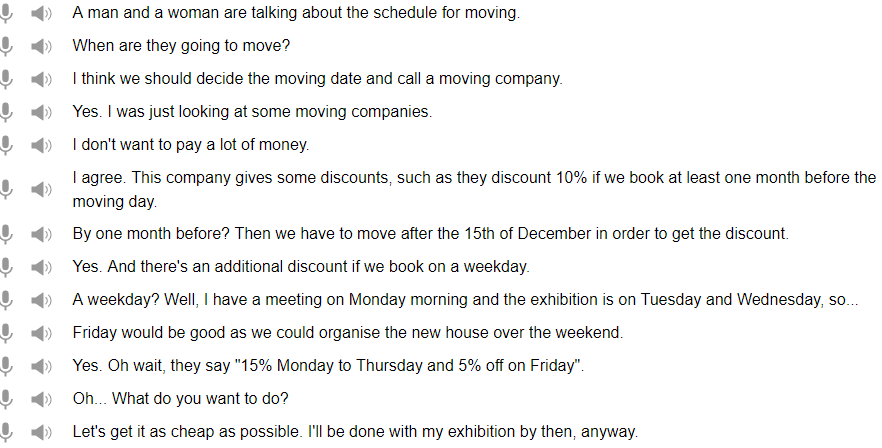 A man and a woman are talking about the schedule for moving.
When are they going to move?
I think we should decide the moving date and call a moving company.
Yes. I was just looking at some moving companies.
I don't want to pay a lot of money.
I agree. This company gives some discounts, such as they discount 10% if we book at least one month before the
moving day.
By one month before? Then we have to move after the 15th of December in order to get the discount.
Yes. And there's an additional discount if we book on a weekday.
A weekday? Well, I have a meeting on Monday morning and the exhibition is on Tuesday and Wednesday, so...
Friday would be good as we could organise the new house over the weekend.
Yes. Oh wait, they say "15% Monday to Thursday and 5% off on Friday".
Oh... What do you want to do?
Let's get it as cheap as possible. I'll be done with my exhibition by then, anyway.